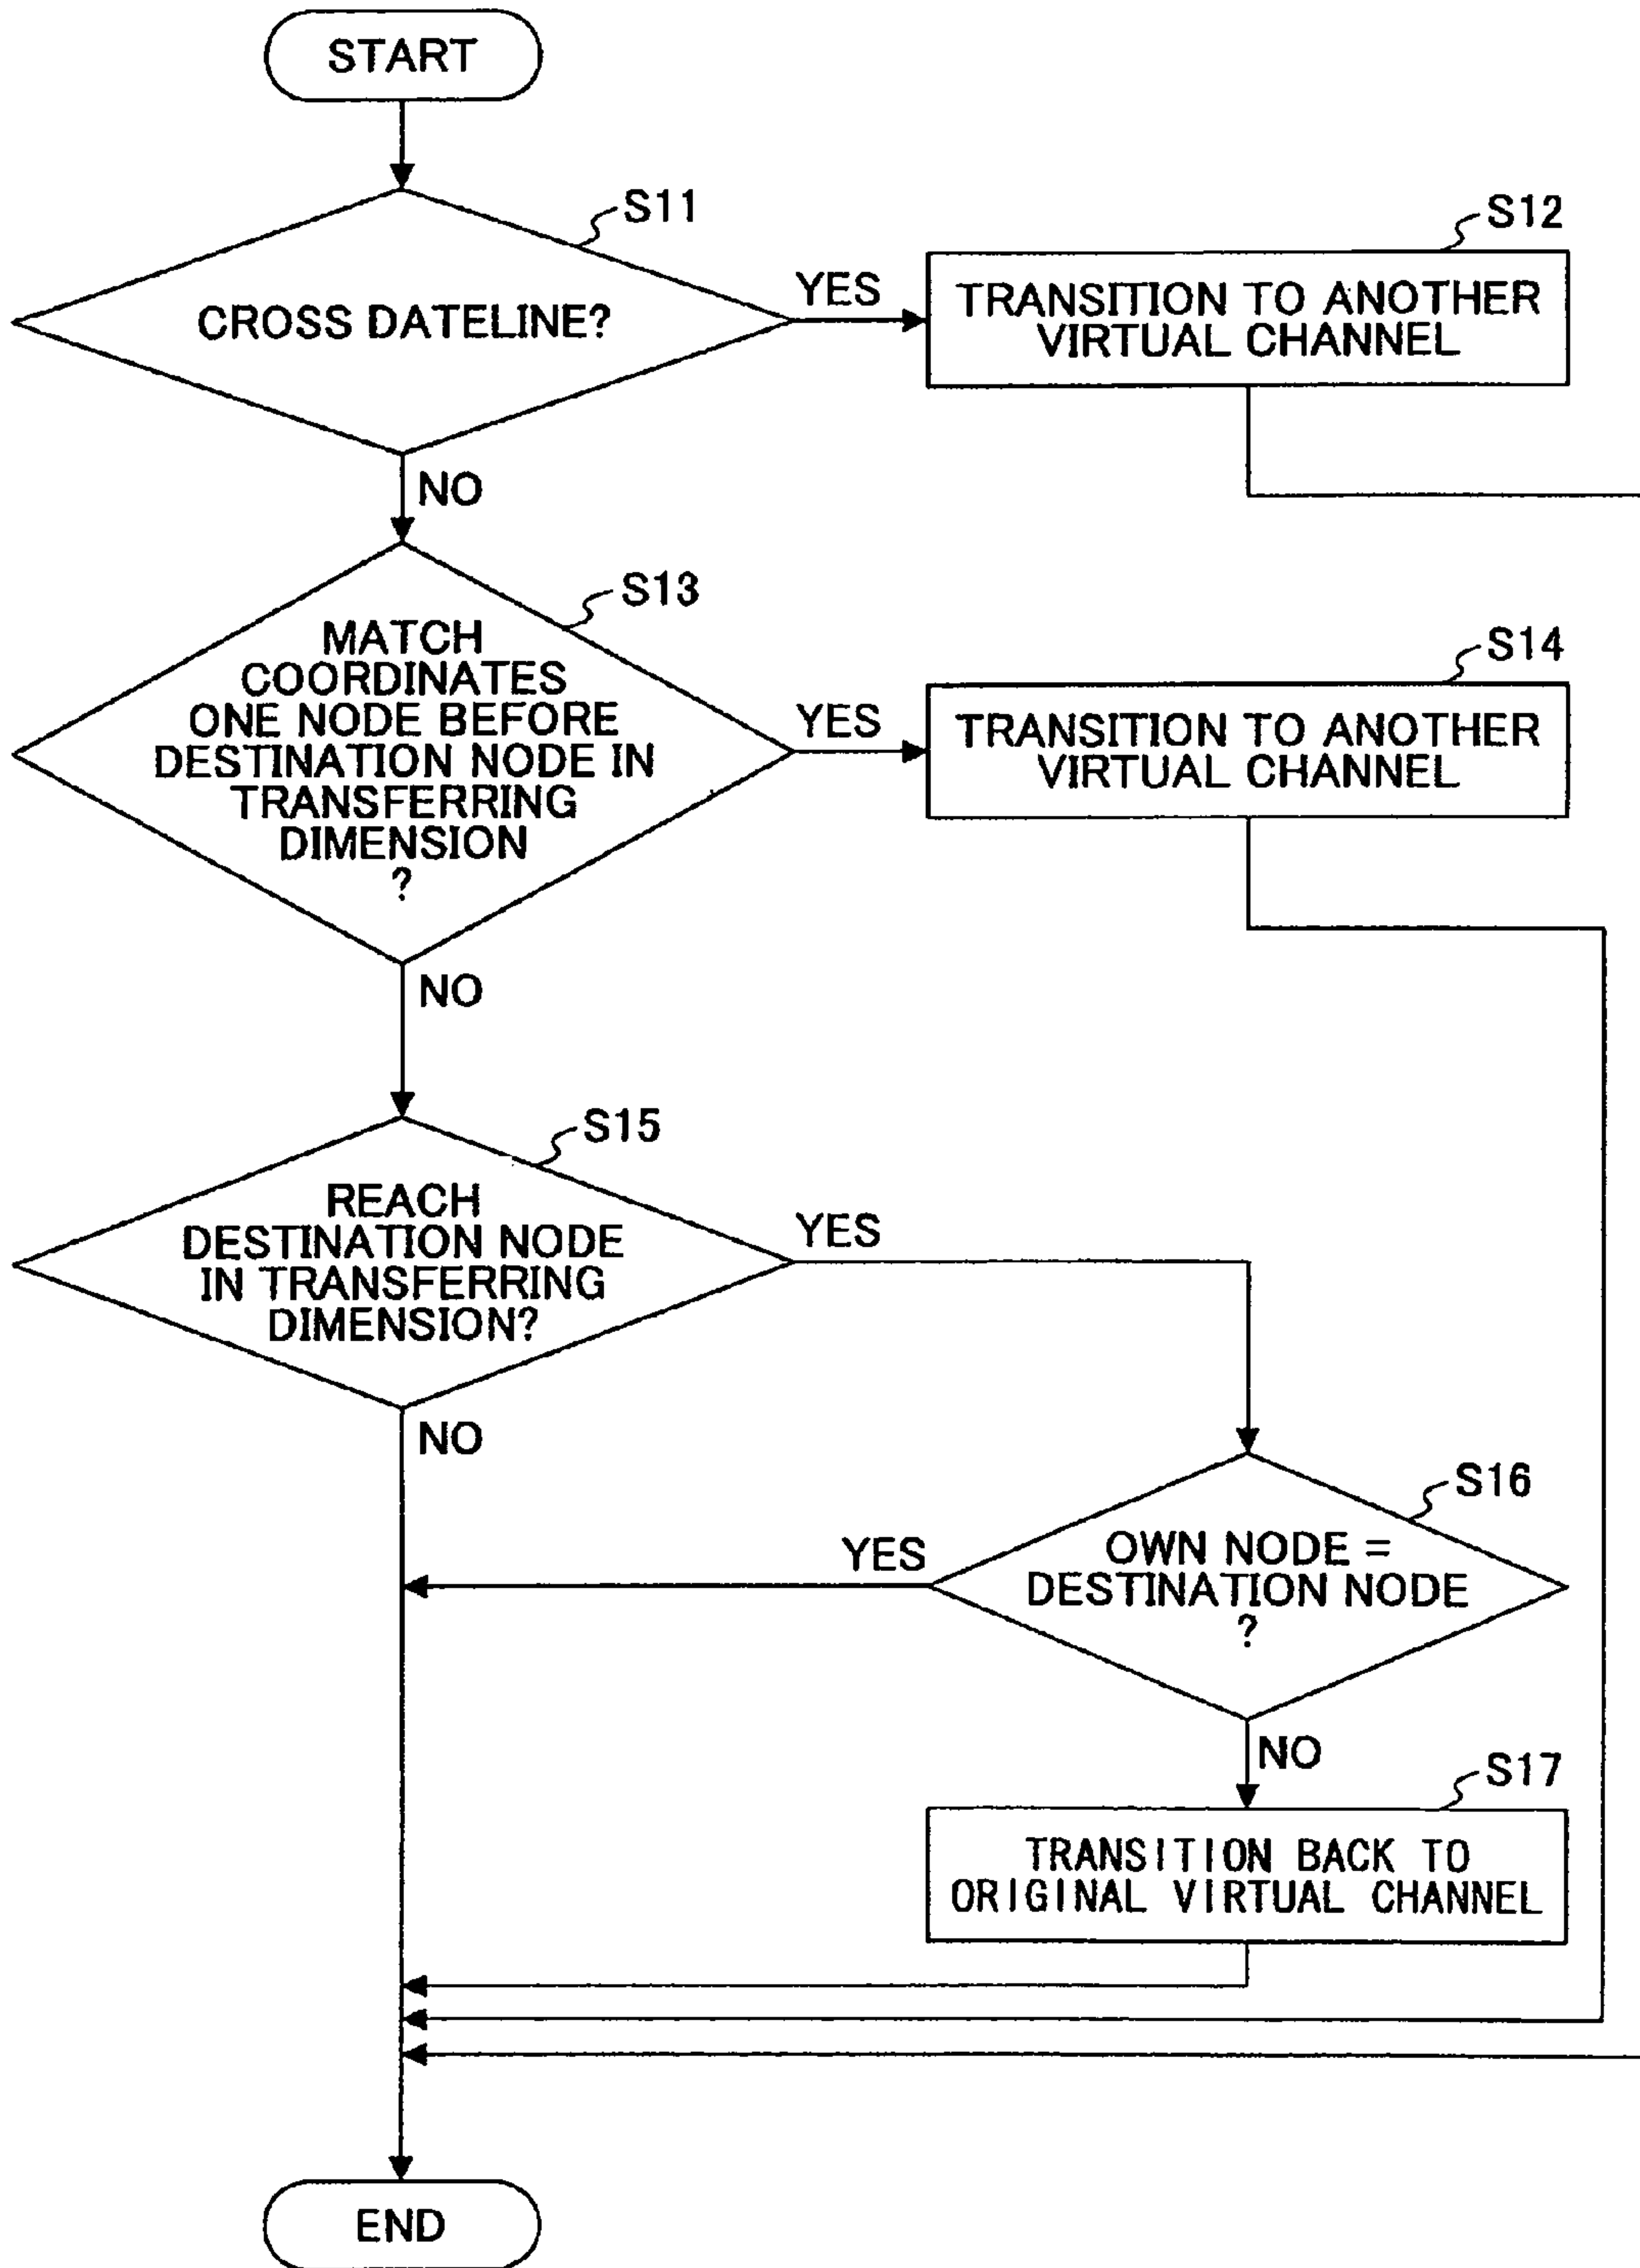 START
S11
CROSS DATELINE?
YES
S12
TRANSITION TO ANOTHER
VIRTUAL CHANNEL
NO
S13
MATCH
COORDINATES
ONE NODE BEFORE
DESTINATION NODE IN
TRANSFERRING
DIMENSION
?
YES
S14
TRANSITION TO ANOTHER
VIRTUAL CHANNEL
NO
S15
REACH
DESTINATION NODE
IN TRANSFERRING
DIMENSION?
YES
NO
S16
OWN NODE =
DESTINATION NODE
?
YES
NO
S17
TRANSITION BACK TO
ORIGINAL VIRTUAL CHANNEL
END